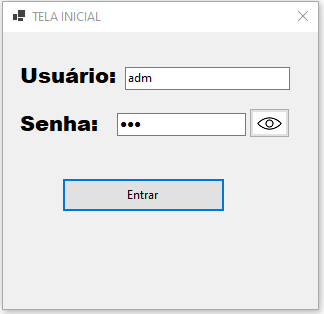 TELA INICIAL
Usuário: adm
Senha: •••
Entrar